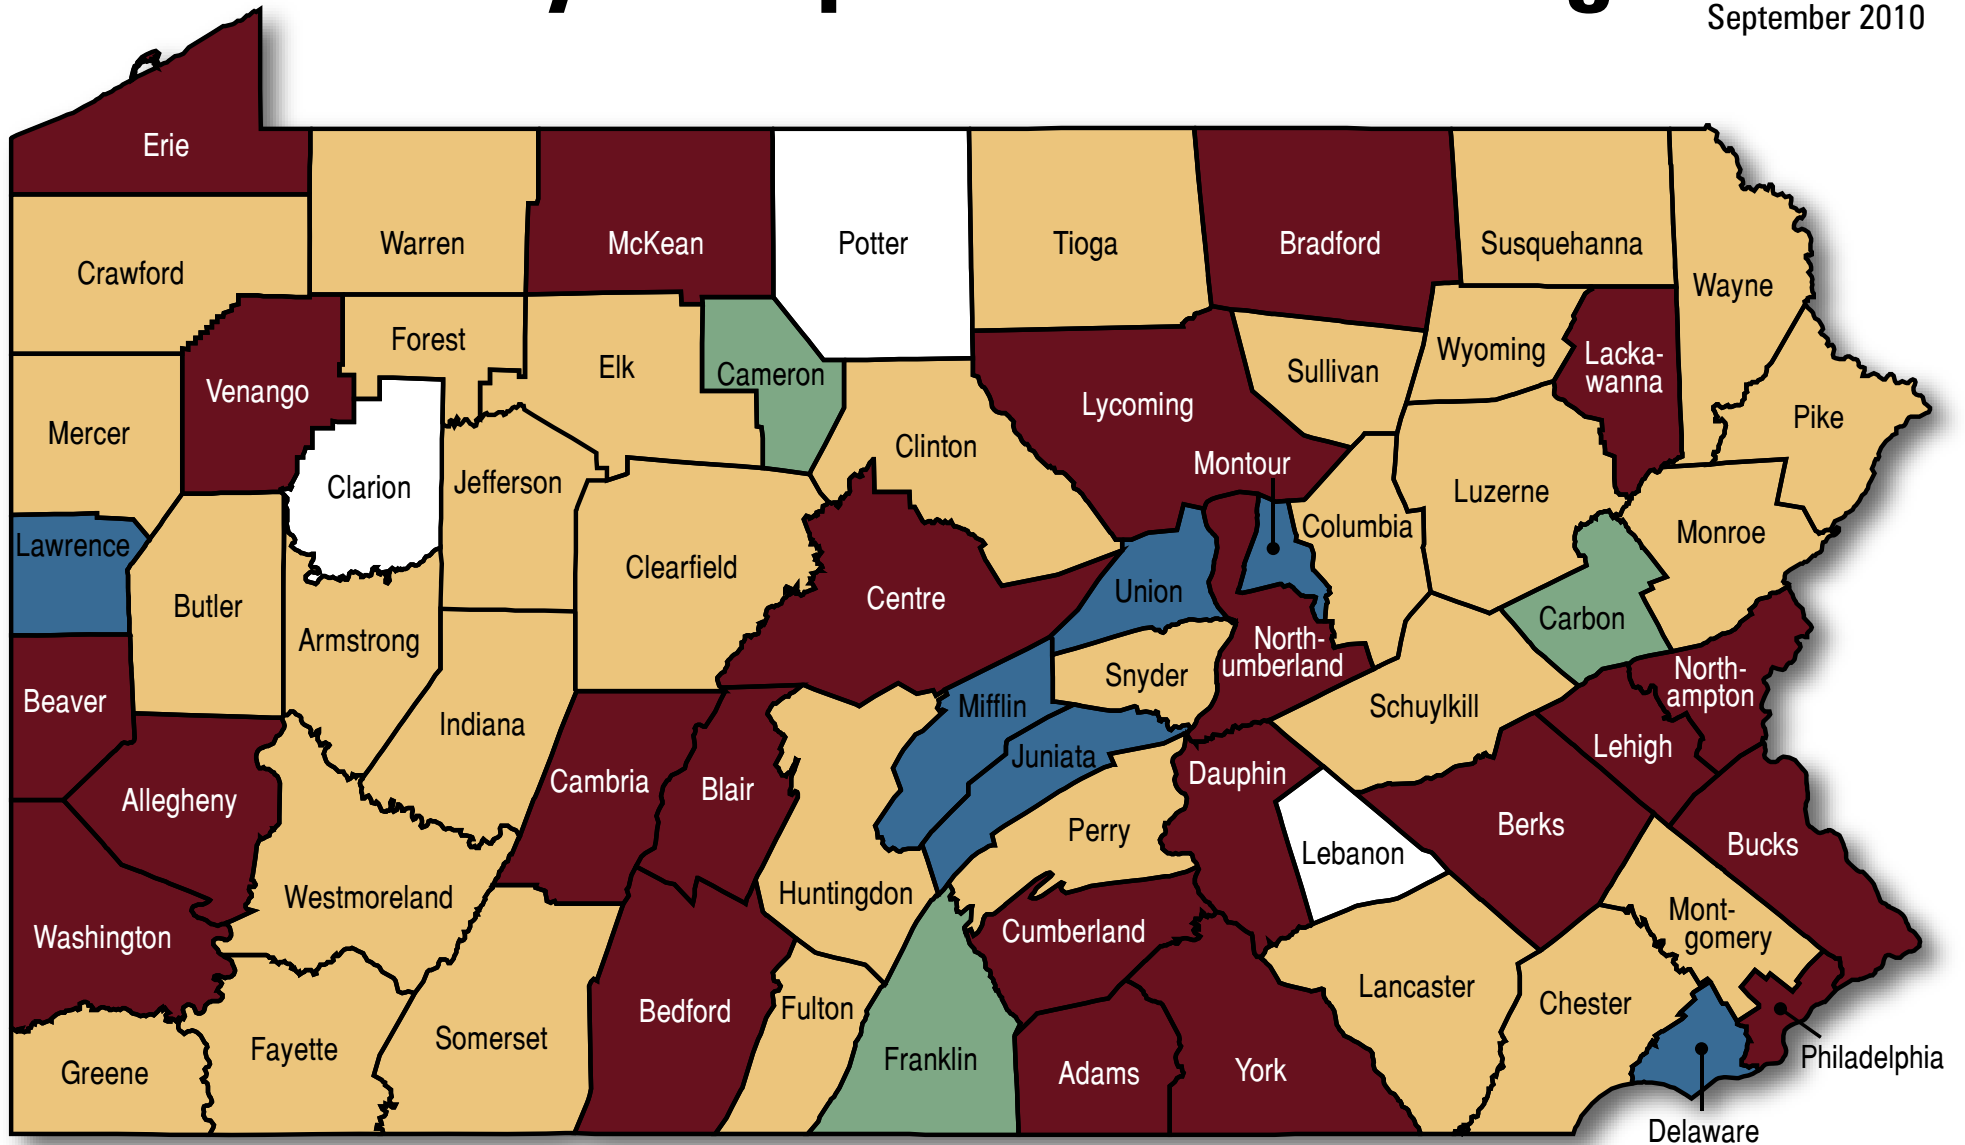 September 2010
Erie
Warren
McKean
Potter
Tioga
Bradford
Susquehanna
Wayne
Crawford
Forest
Elk
Cameron
Sullivan
Wyoming
Lacka-
wanna
Pike
Venango
Mercer
Clarion
Jefferson
Clinton
Lycoming
Montour
Columbia
Luzerne
Monroe
Lawrence
Butler
Armstrong
Clearfield
Centre
Union
Carbon
North-
umberland
Snyder
Schuylkill
North-
ampton
Beaver
Indiana
Mifflin
Juniata
Lehigh
Allegheny
Cambria
Blair
Dauphin
Perry
Berks
Bucks
Lebanon
Westmoreland
Huntingdon
Washington
Cumberland
Mont-
gomery
Lancaster
Chester
Bedford
Fulton
Somerset
Fayette
Greene
Franklin
Adams
York
Philadelphia
Delaware